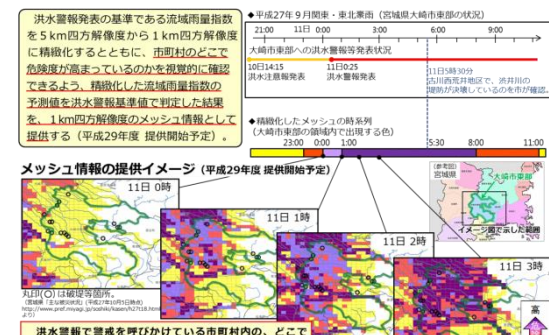 洪水警報発表の基準である流域雨量指数
を5km四方解像度から1km四方解像度
に精緻化するとともに、市町村のどこで
危険度が高まっているのかを視覚的に確認
できるよう、精緻化した流域雨量指数の
予測値を洪水警報基準値で判定した結果
を、1km四方解像度のメッシュ情報として
提供する（平成29年度 提供開始予定）。
◆平成27年9月関東・東北豪雨（宮城県大崎市東部の状況）
21:00 0:00 3:00 6:00 9:00
大崎市東部への洪水警報等発表状況
10日14:15
洪水注意報発表
11日0:25
洪水警報発表
11日5時30分
古川西荒井地区で、渋井川の
堤防が決壊しているのを市が確認。
◆精緻化したメッシュの時系列
（大崎市東部の領域内で出現する色）
23:00 0:00 1:00 5:30 8:00 11:00
メッシュ情報の提供イメージ（平成29年度 提供開始予定）
(参考図)
宮城県
大崎市東部
イメージ図で示した範囲
11日 0時
11日 1時
11日 2時
11日 3時
丸印(○)は破堤等箇所。
高
洪水警報で警戒を呼びかけている市町村内の、どこで